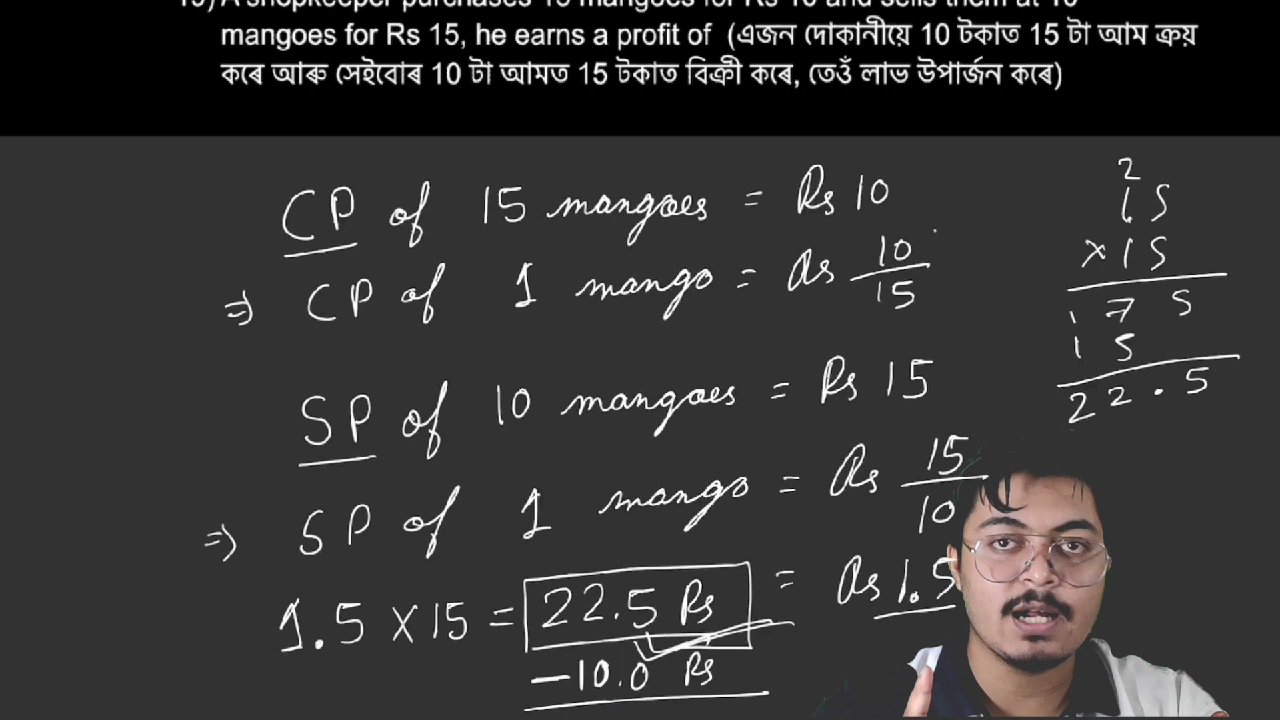 mangoes for Rs 15, he earns a profit of (এজন দোকানীয়ে 10 টকাত 15 টা আম ক্ৰয়
কৰে আৰু সেইবোৰ 10 টা আমত 15 টকাত বিক্ৰী কৰে, তেওঁ লাভ উপাৰ্জন কৰে)
CP of 15 mangoes = Rs 10
⇒ CP of 1 mango = Rs 10/15
SP of 10 mangoes = Rs 15
⇒ SP of 1 mango = Rs 15/10
= Rs 1.5
1.5 × 15 = 22.5 Rs
-10.0 Rs
2
1.5
×15
175
15
22.5